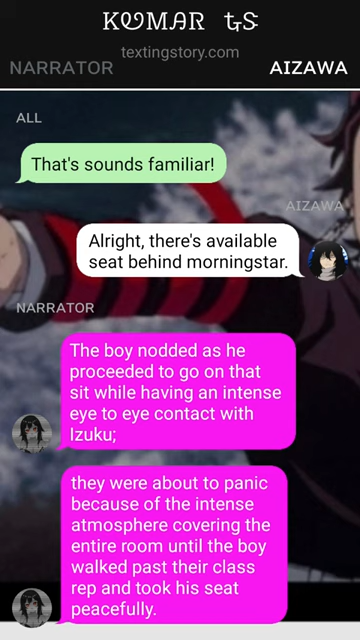 KUMAR ŁS
textingstory.com
NARRATOR AIZAWA
ALL
That's sounds familiar!
AIZAWA
Alright, there's available
seat behind morningstar.
NARRATOR
The boy nodded as he
proceeded to go on that
sit while having an intense
eye to eye contact with
Izuku;
they were about to panic
because of the intense
atmosphere covering the
entire room until the boy
walked past their class
rep and took his seat
peacefully.